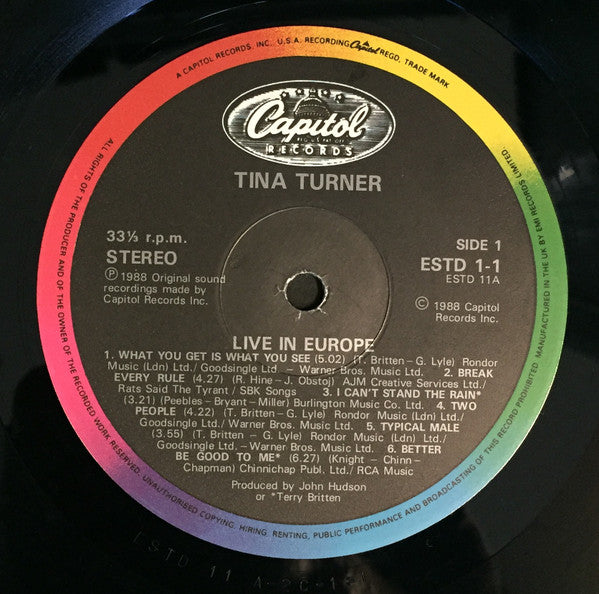 A CAPITOL RECORDS, INC., U.S.A. RECORDING Capitol REGD. TRADE MARK
ALL RIGHTS OF THE PRODUCER AND OF THE OWNER OF THE RECORDED WORK RESERVED. UNAUTHORISED COPYING, HIRING, RENTING, PUBLIC PERFORMANCE AND BROADCASTING OF THIS RECORD PROHIBITED. MANUFACTURED IN THE UK BY EMI RECORDS LIMITED.
Capitol
RECORDS
TINA TURNER
33⅓ r.p.m.
STEREO
Ⓟ 1988 Original sound
recordings made by
Capitol Records Inc.
SIDE 1
ESTD 1-1
ESTD 11A
© 1988 Capitol
Records Inc.
LIVE IN EUROPE
1. WHAT YOU GET IS WHAT YOU SEE (5.02) (T. Britten - G. Lyle) Rondor
Music (Ldn) Ltd./ Goodsingle Ltd. – Warner Bros. Music Ltd. 2. BREAK
EVERY RULE (4.27) (R. Hine - J. Obstoj) AJM Creative Services Ltd./
Rats Said The Tyrant / SBK Songs 3. I CAN'T STAND THE RAIN*
(3.21) (Peebles - Bryant - Miller) Burlington Music Co. Ltd. 4. TWO
PEOPLE (4.22) (T. Britten - G. Lyle) Rondor Music (Ldn) Ltd./
Goodsingle Ltd./ - Warner Bros. Music Ltd. 5. TYPICAL MALE
(3.55) (T. Britten - G. Lyle) Rondor Music (Ldn) Ltd./
Goodsingle Ltd. - Warner Bros. Music Ltd. 6. BETTER
BE GOOD TO ME* (6.27) (Knight - Chinn -
Chapman) Chinnichap Publ. Ltd./ RCA Music
Produced by John Hudson
or *Terry Britten